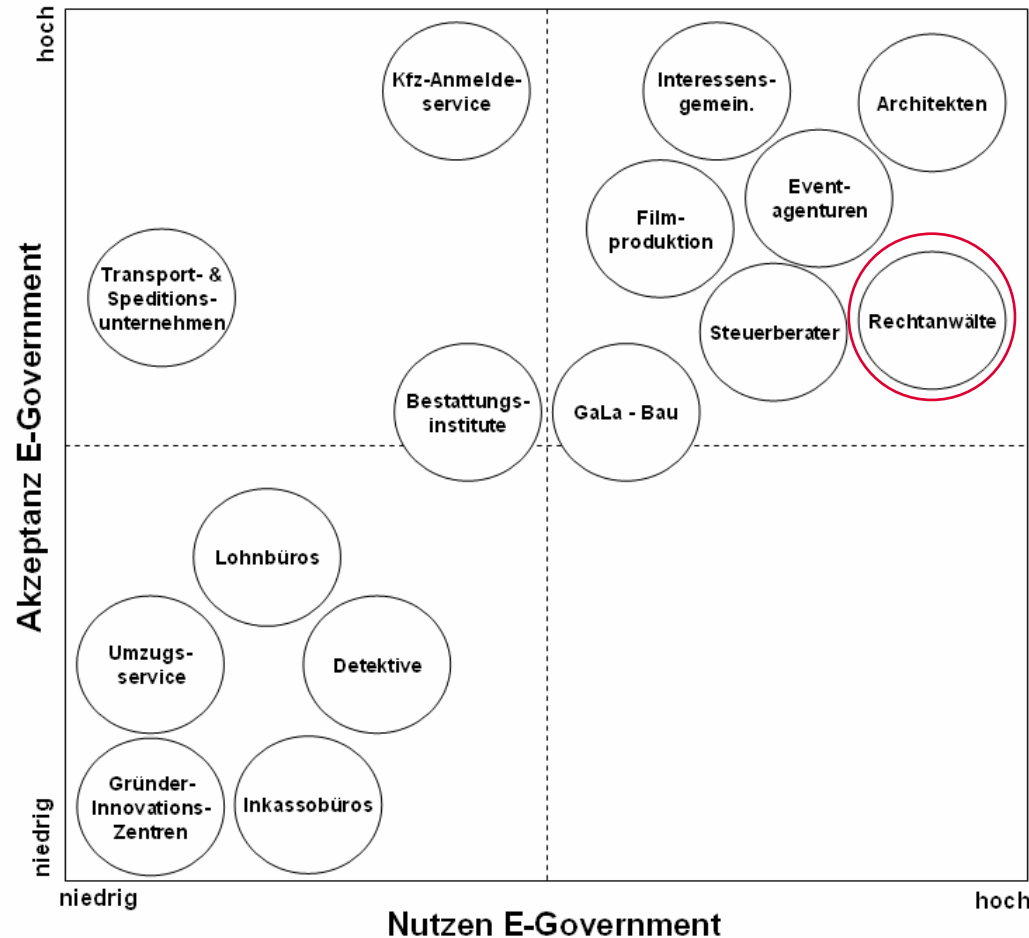 hoch
Kfz-Anmelde-
service
Interessens-
gemein.
Architekten
Event-
agenturen
Film-
produktion
Transport- &
Speditions-
unternehmen
Steuerberater
Rechtanwälte
Bestattungs-
institute
GaLa - Bau
Akzeptanz E-Government
Lohnbüros
Umzugs-
service
Detektive
Gründer-
Innovations-
Zentren
Inkassobüros
niedrig
niedrig
hoch
Nutzen E-Government